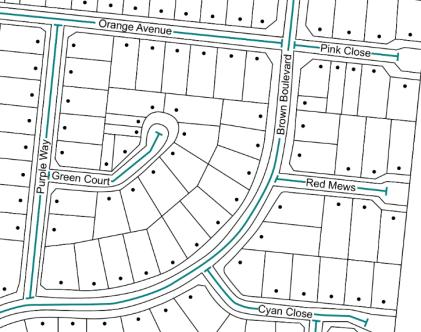 Orange Avenue
Pink Close
Brown Boulevard
Purple Way
Green Court
Red Mews
Cyan Close